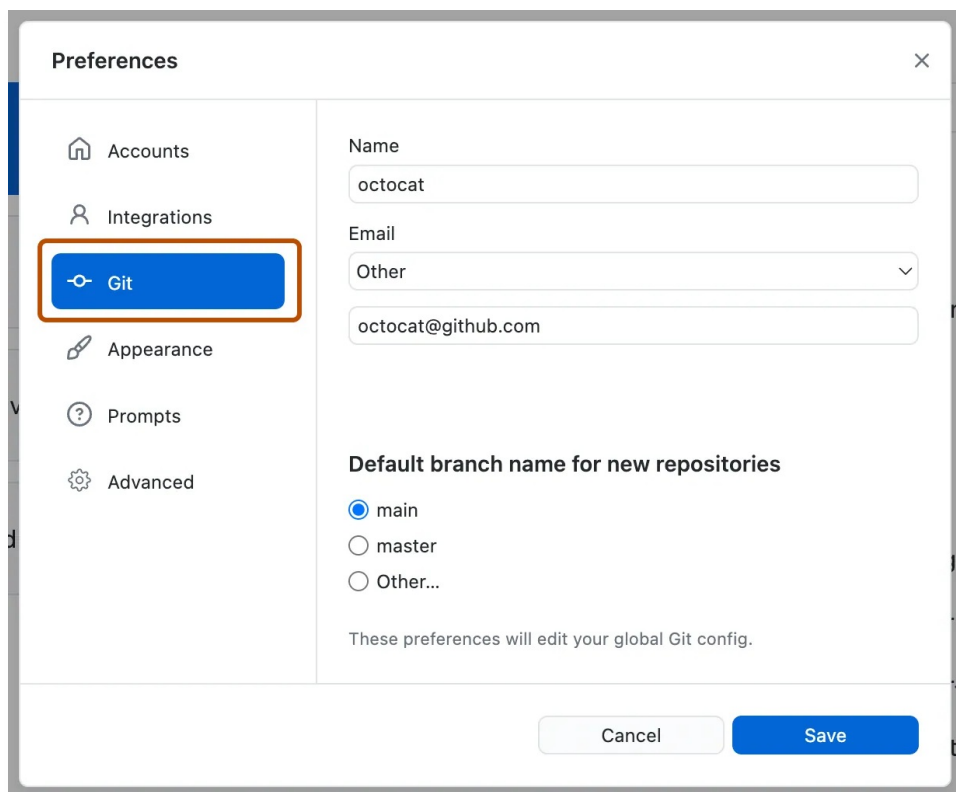 Preferences
Accounts
Integrations
Git
Appearance
Prompts
Advanced
Name
octocat
Email
Other
octocat@github.com
Default branch name for new repositories
main
master
Other...
These preferences will edit your global Git config.
Cancel
Save